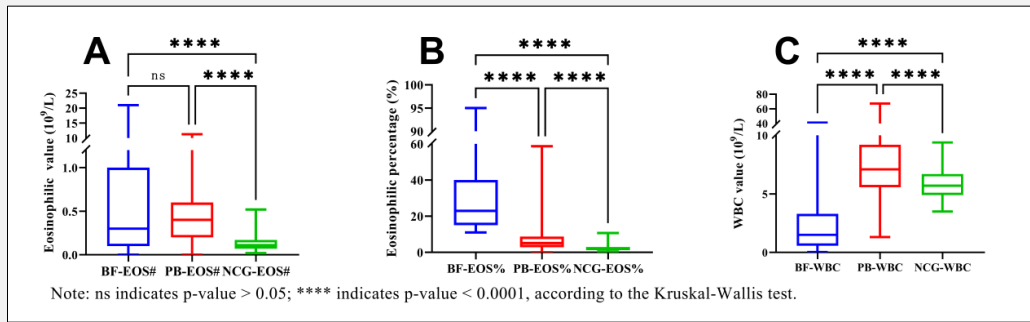 A
B
C
****
ns ****
****
**** ****
****
**** ****
Eosinophilic value (10⁹/L)
25
20
15
10
1.0
0.5
0.0
BF-EOS# PB-EOS# NCG-EOS#
Eosinophilic percentage (%)
100
95
90
60
40
20
0
BF-EOS% PB-EOS% NCG-EOS%
WBC value (10⁹/L)
80
60
40
10
5
0
BF-WBC PB-WBC NCG-WBC
Note: ns indicates p-value > 0.05; **** indicates p-value < 0.0001, according to the Kruskal-Wallis test.